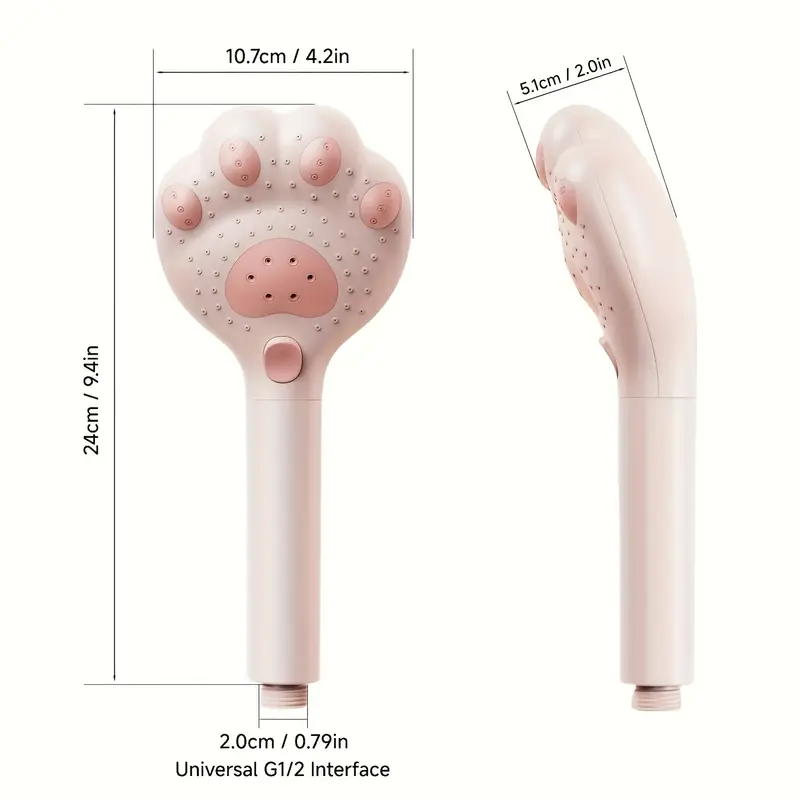 10.7cm / 4.2in
5.1cm / 2.0in
24cm / 9.4in
2.0cm / 0.79in
Universal G1/2 Interface